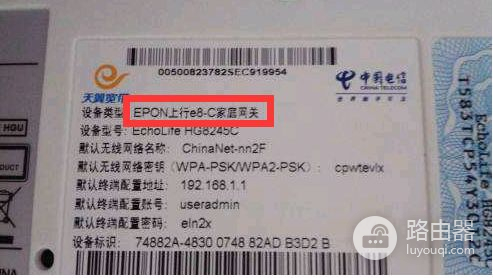 00500823782SEC919954
天翼宽带
中国电信
CHINA TELECOM
HGU
设备类型: EPON上行e8-C家庭网关
设备型号: EchoLife HG8245C
默认无线网络名称: ChinaNet-nn2F
默认无线网络密钥 (WPA-PSK/WPA2-PSK) : cpwtevlx
默认终端配置地址: 192.168.1.1
默认终端配置账号: useradmin
默认终端配置密码: eln2x
设备标识: 74882A-4830 0748 82AD B3D2 B
EchoLife HG
路由器
luyouqi.com